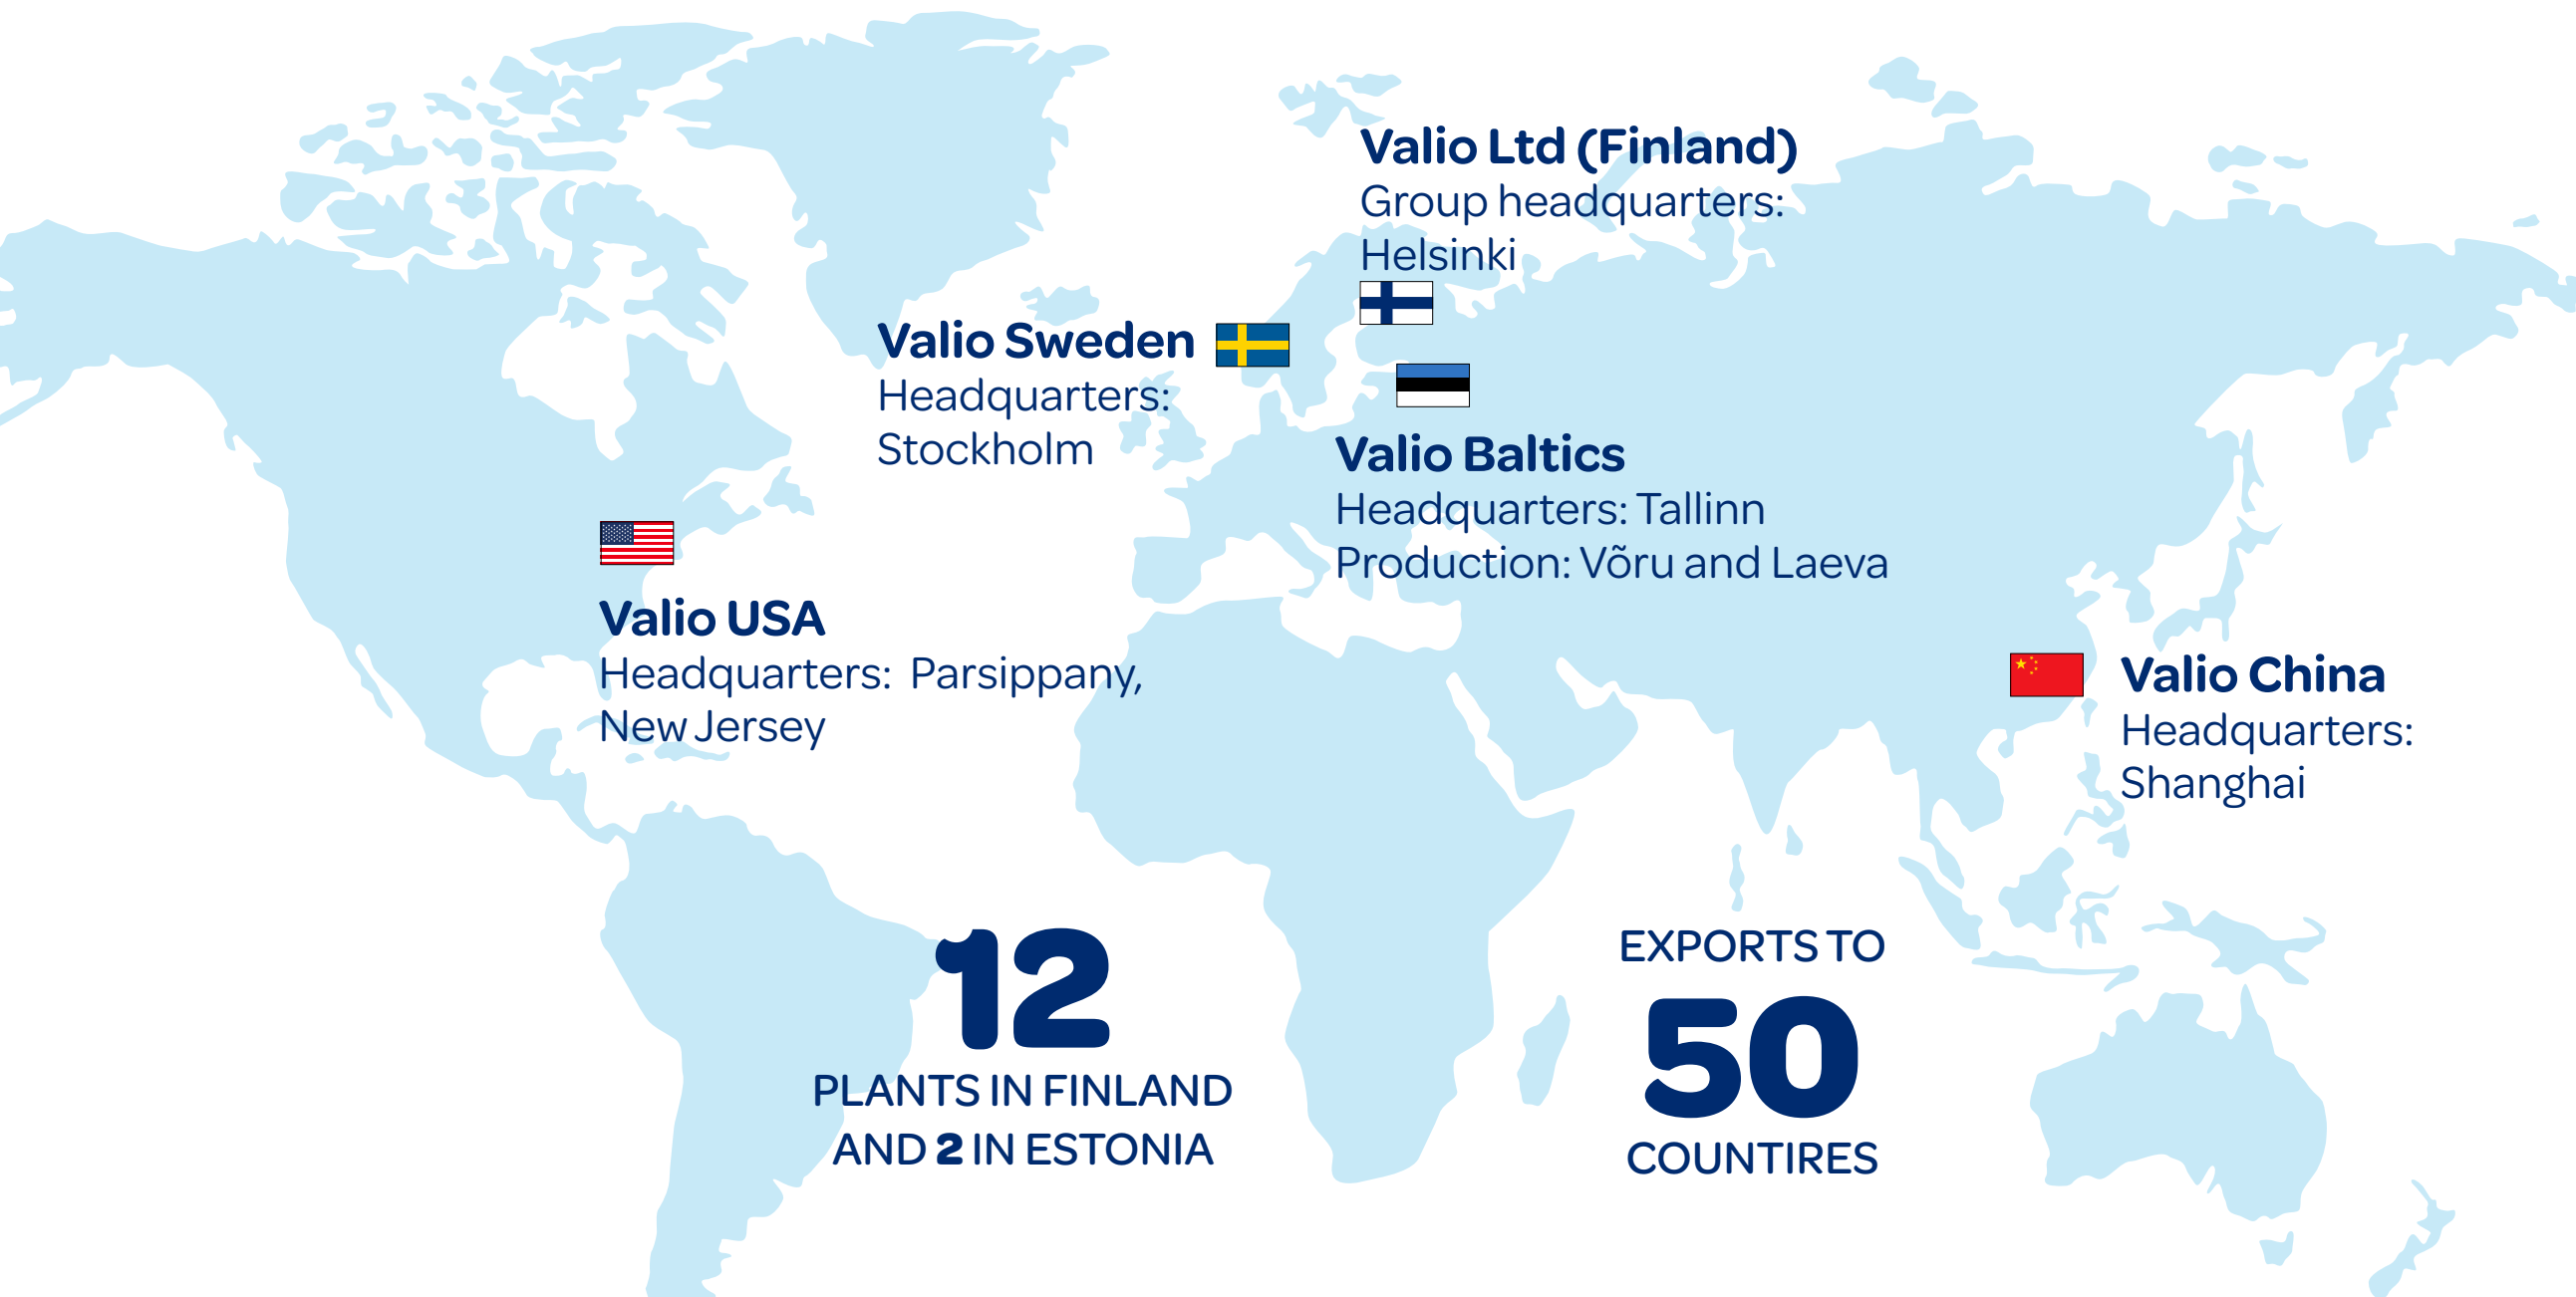 Valio Ltd (Finland)
Group headquarters:
Helsinki
Valio Sweden
Headquarters:
Stockholm
Valio Baltics
Headquarters: Tallinn
Production: Võru and Laeva
Valio USA
Headquarters: Parsippany,
New Jersey
Valio China
Headquarters:
Shanghai
12
PLANTS IN FINLAND
AND 2 IN ESTONIA
EXPORTS TO
50
COUNTIRES